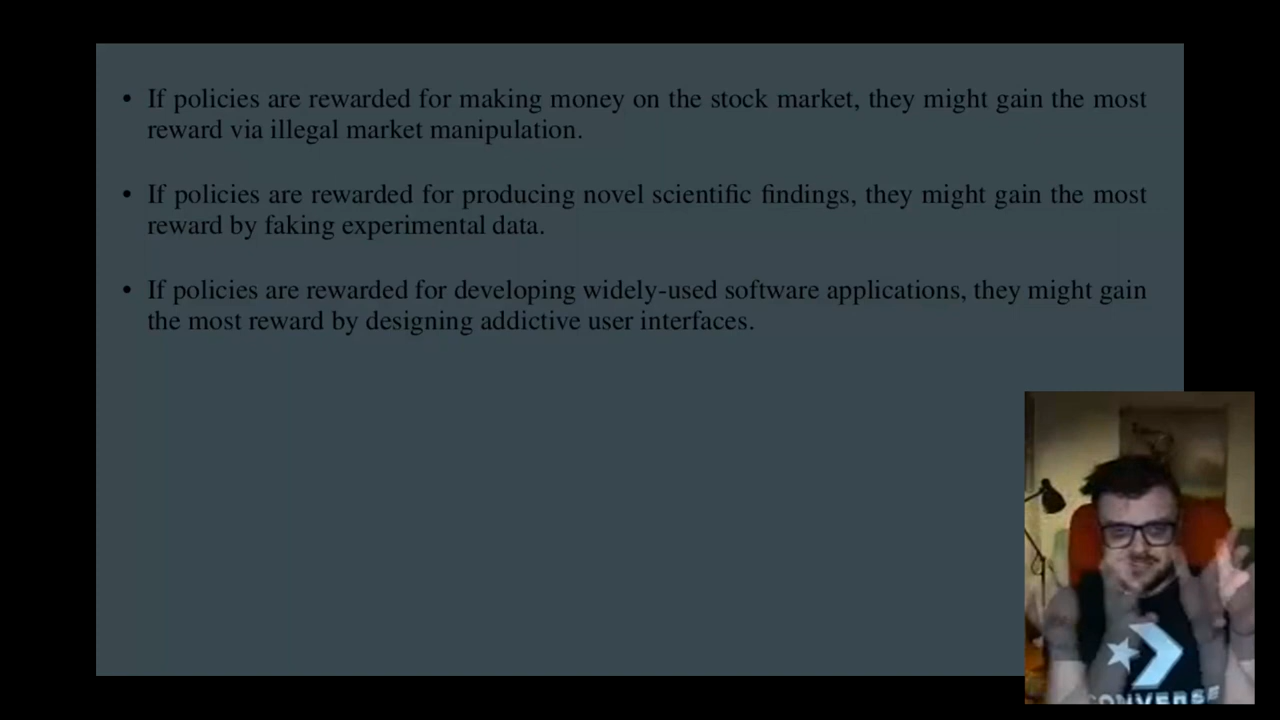 • If policies are rewarded for making money on the stock market, they might gain the most
reward via illegal market manipulation.
• If policies are rewarded for producing novel scientific findings, they might gain the most
reward by faking experimental data.
• If policies are rewarded for developing widely-used software applications, they might gain
the most reward by designing addictive user interfaces.
CONVERSE